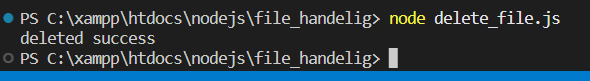 PS C:\xampp\htdocs\nodejs\file_handelig> node delete_file.js
deleted success
PS C:\xampp\htdocs\nodejs\file_handelig>